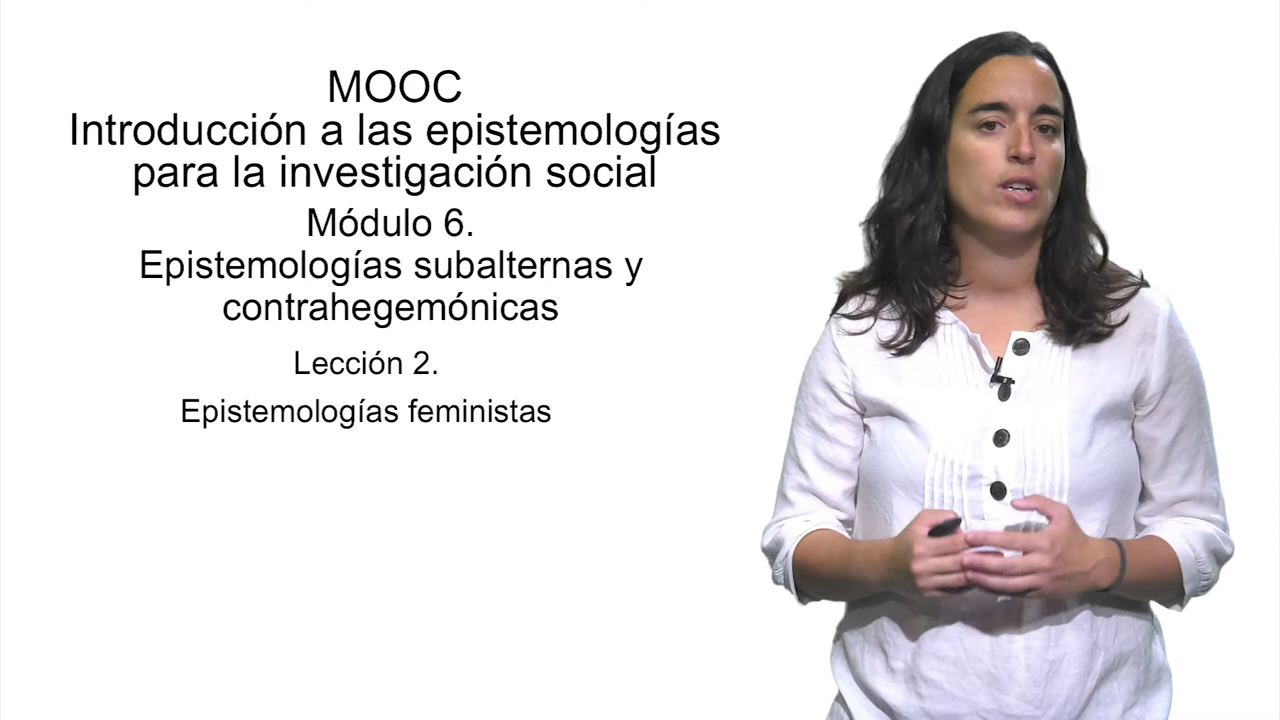 MOOC
Introducción a las epistemologías
para la investigación social
Módulo 6.
Epistemologías subalternas y
contrahegemónicas
Lección 2.
Epistemologías feministas